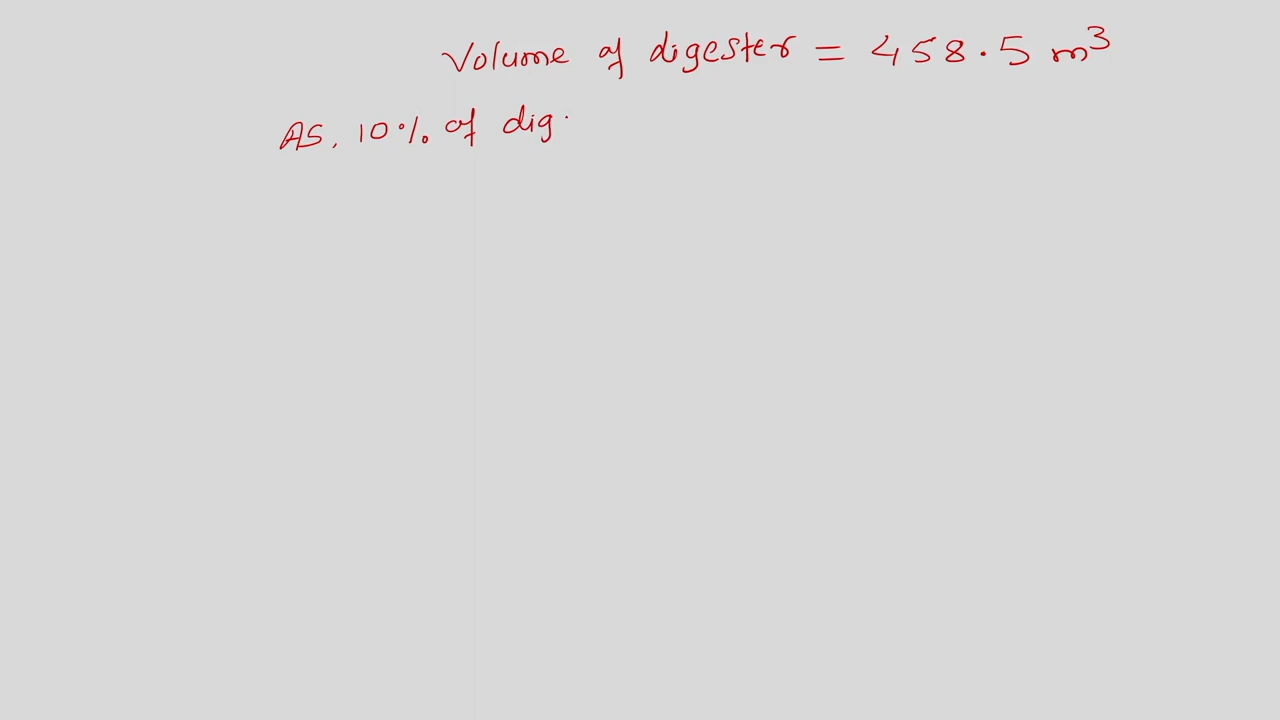 Volume of digester = 458.5 m³
As, 10% of dig.